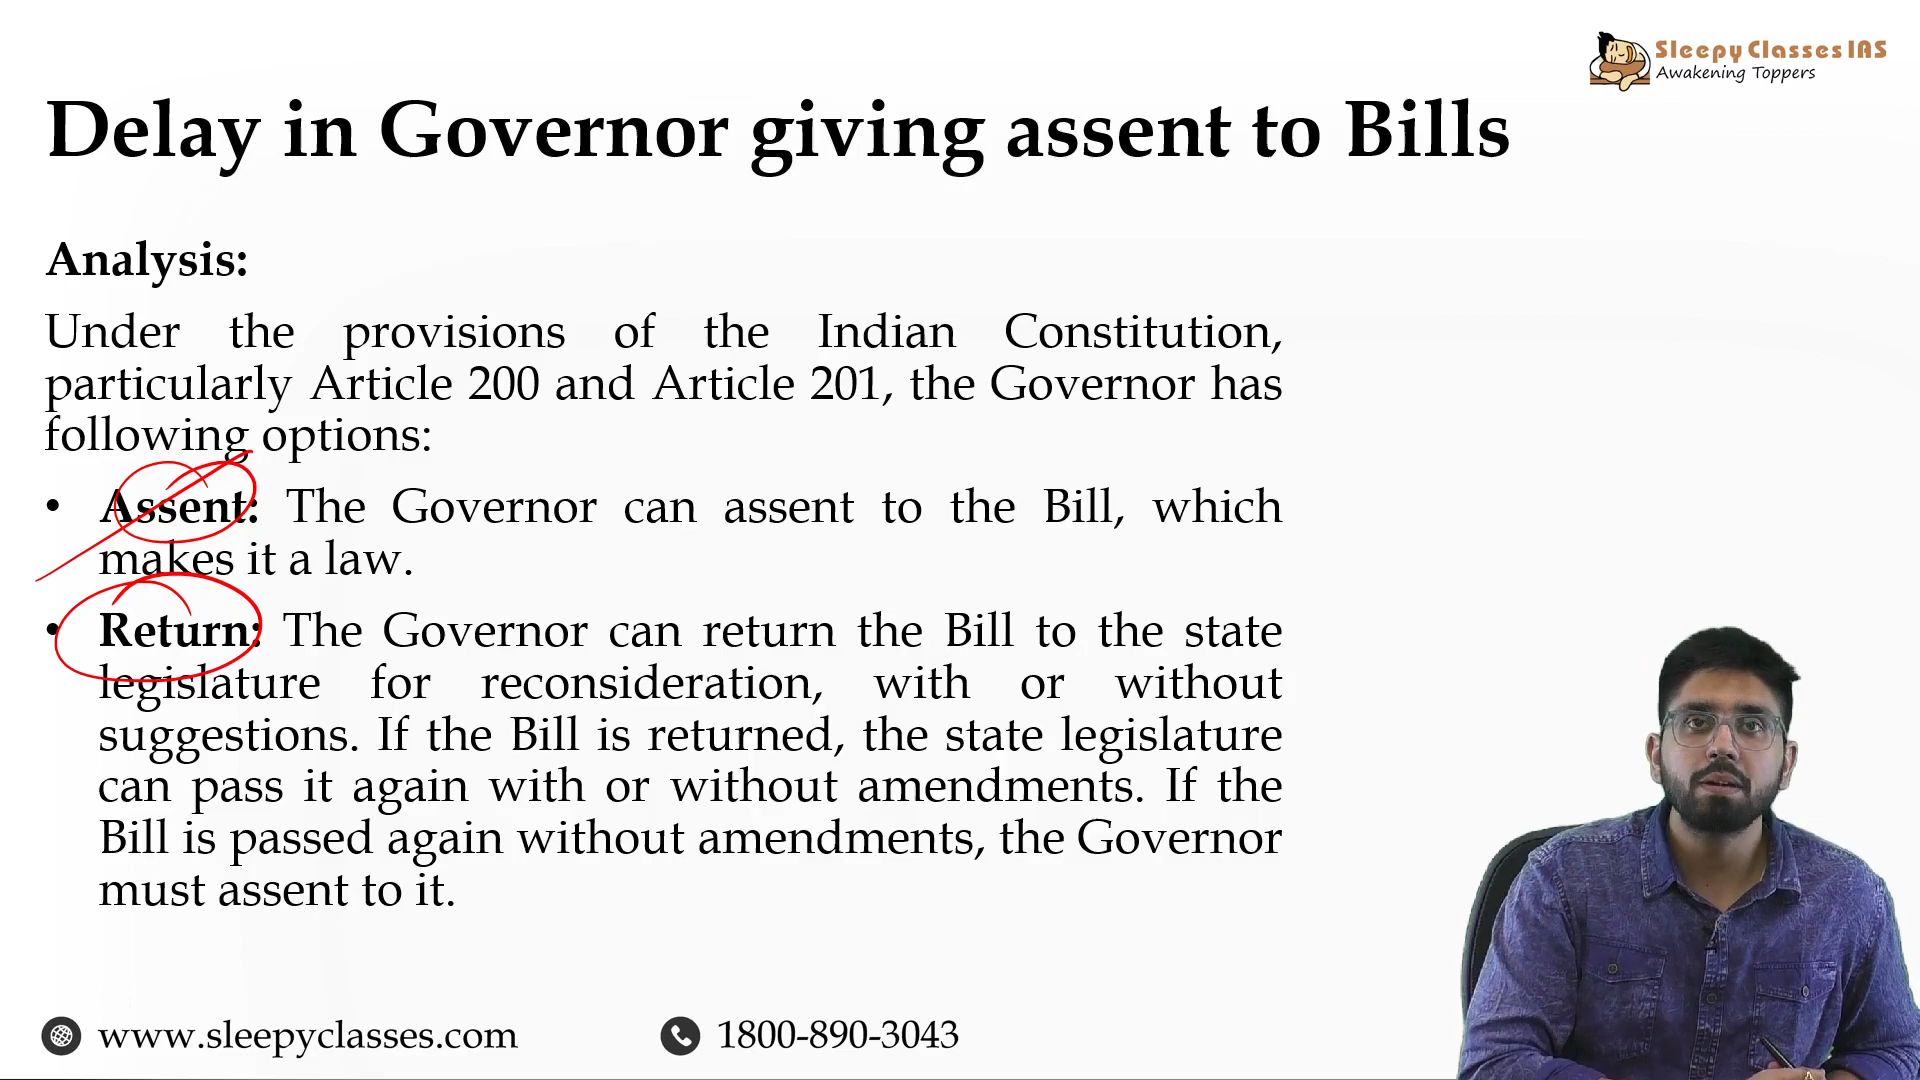 Sleepy Classes IAS
Awakening Toppers
Delay in Governor giving assent to Bills
Analysis:
Under the provisions of the Indian Constitution,
particularly Article 200 and Article 201, the Governor has
following options:
• Assent: The Governor can assent to the Bill, which
makes it a law.
• Return: The Governor can return the Bill to the state
legislature for reconsideration, with or without
suggestions. If the Bill is returned, the state legislature
can pass it again with or without amendments. If the
Bill is passed again without amendments, the Governor
must assent to it.
www.sleepyclasses.com
1800-890-3043